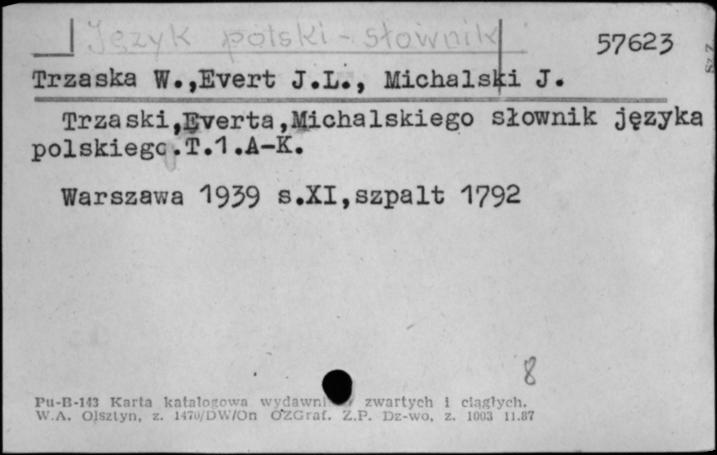 Język polski - słownik
57623
Trzaska W.,Evert J.L., Michalski J.
Trzaski,Everta,Michalskiego słownik języka
polskiego.T.1.A-K.
Warszawa 1939 s.XI,szpalt 1792
8
Pu-B-143 Karta katalogowa zwartych i ciągłych.
W.A. Olsztyn, z. 1470/DW/On OZGraf. Z.P. Dz-wo, z. 1003 11.87